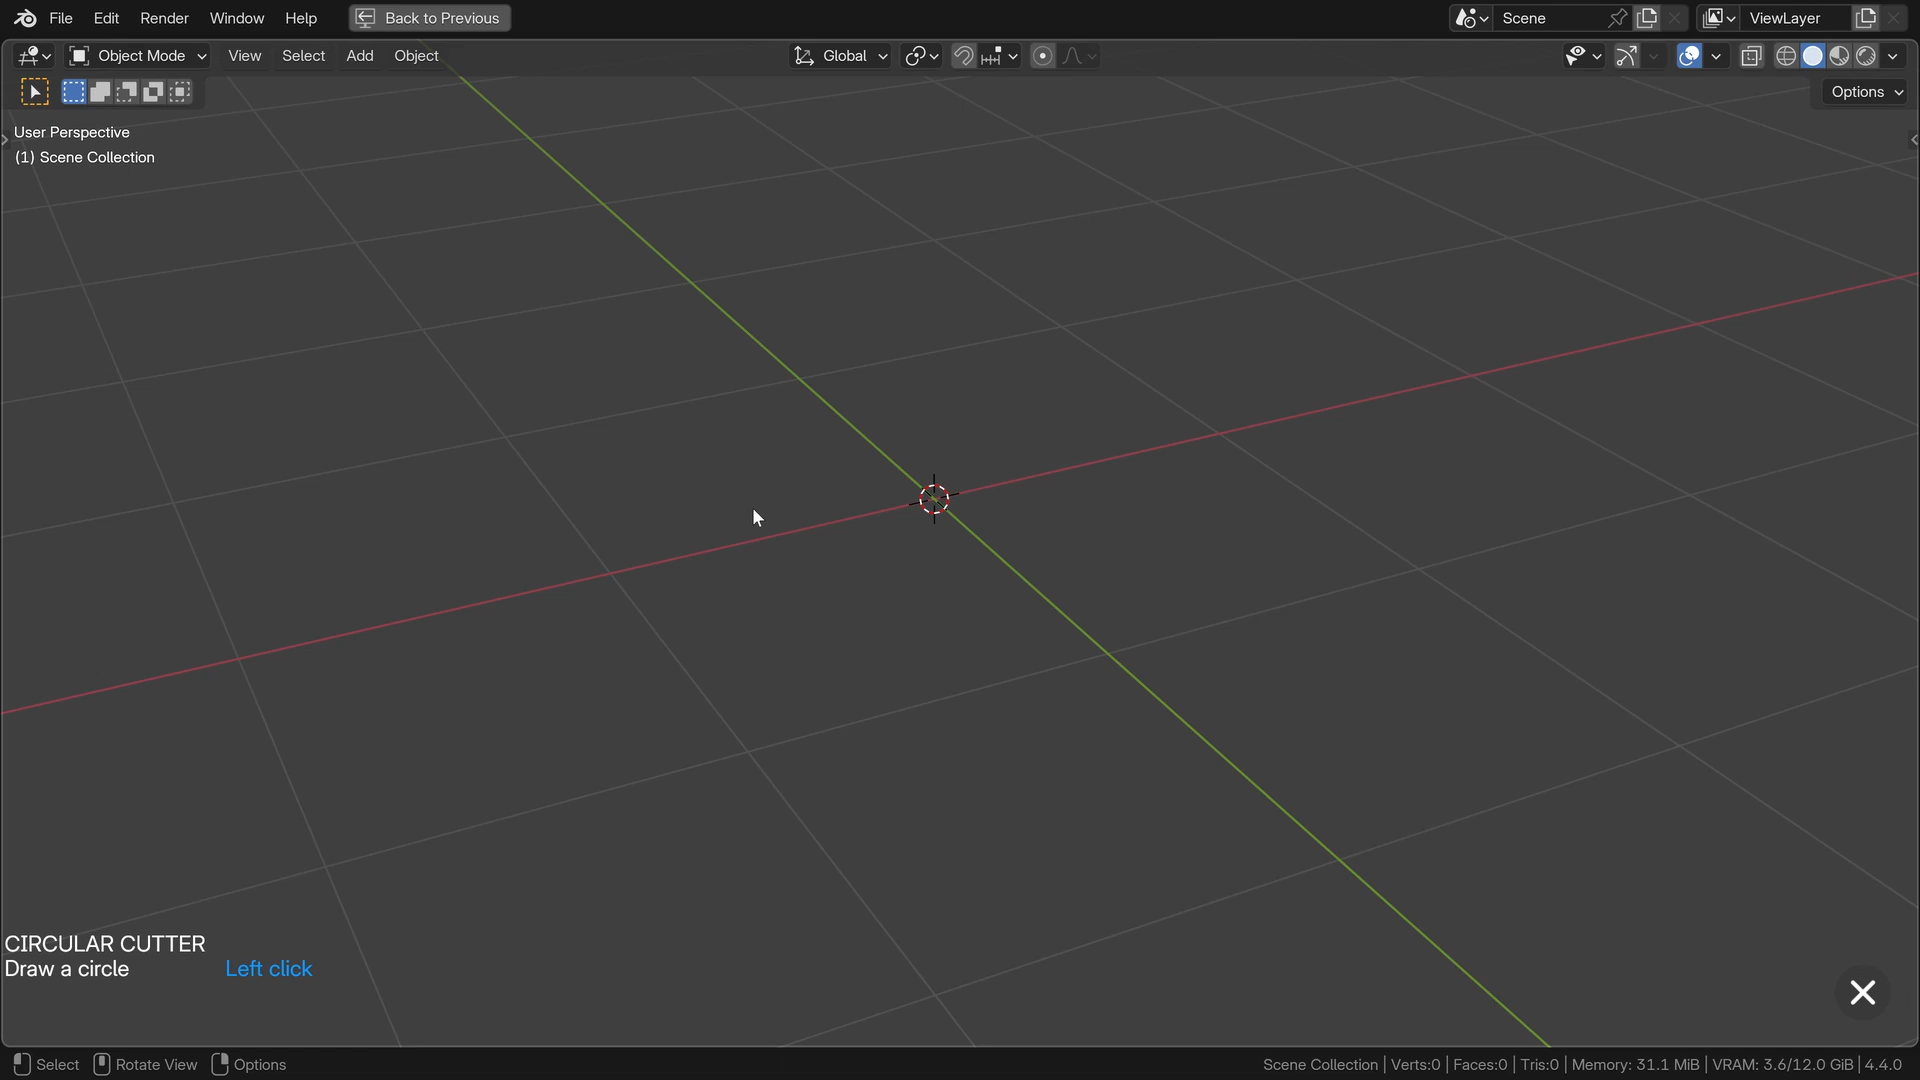 File Edit Render Window Help Back to Previous Scene ViewLayer
Object Mode View Select Add Object Global
Options
User Perspective
(1) Scene Collection
CIRCULAR CUTTER
Draw a circle Left click
Select Rotate View Options Scene Collection | Verts:0 | Faces:0 | Tris:0 | Memory: 31.1 MiB | VRAM: 3.6/12.0 GiB | 4.4.0